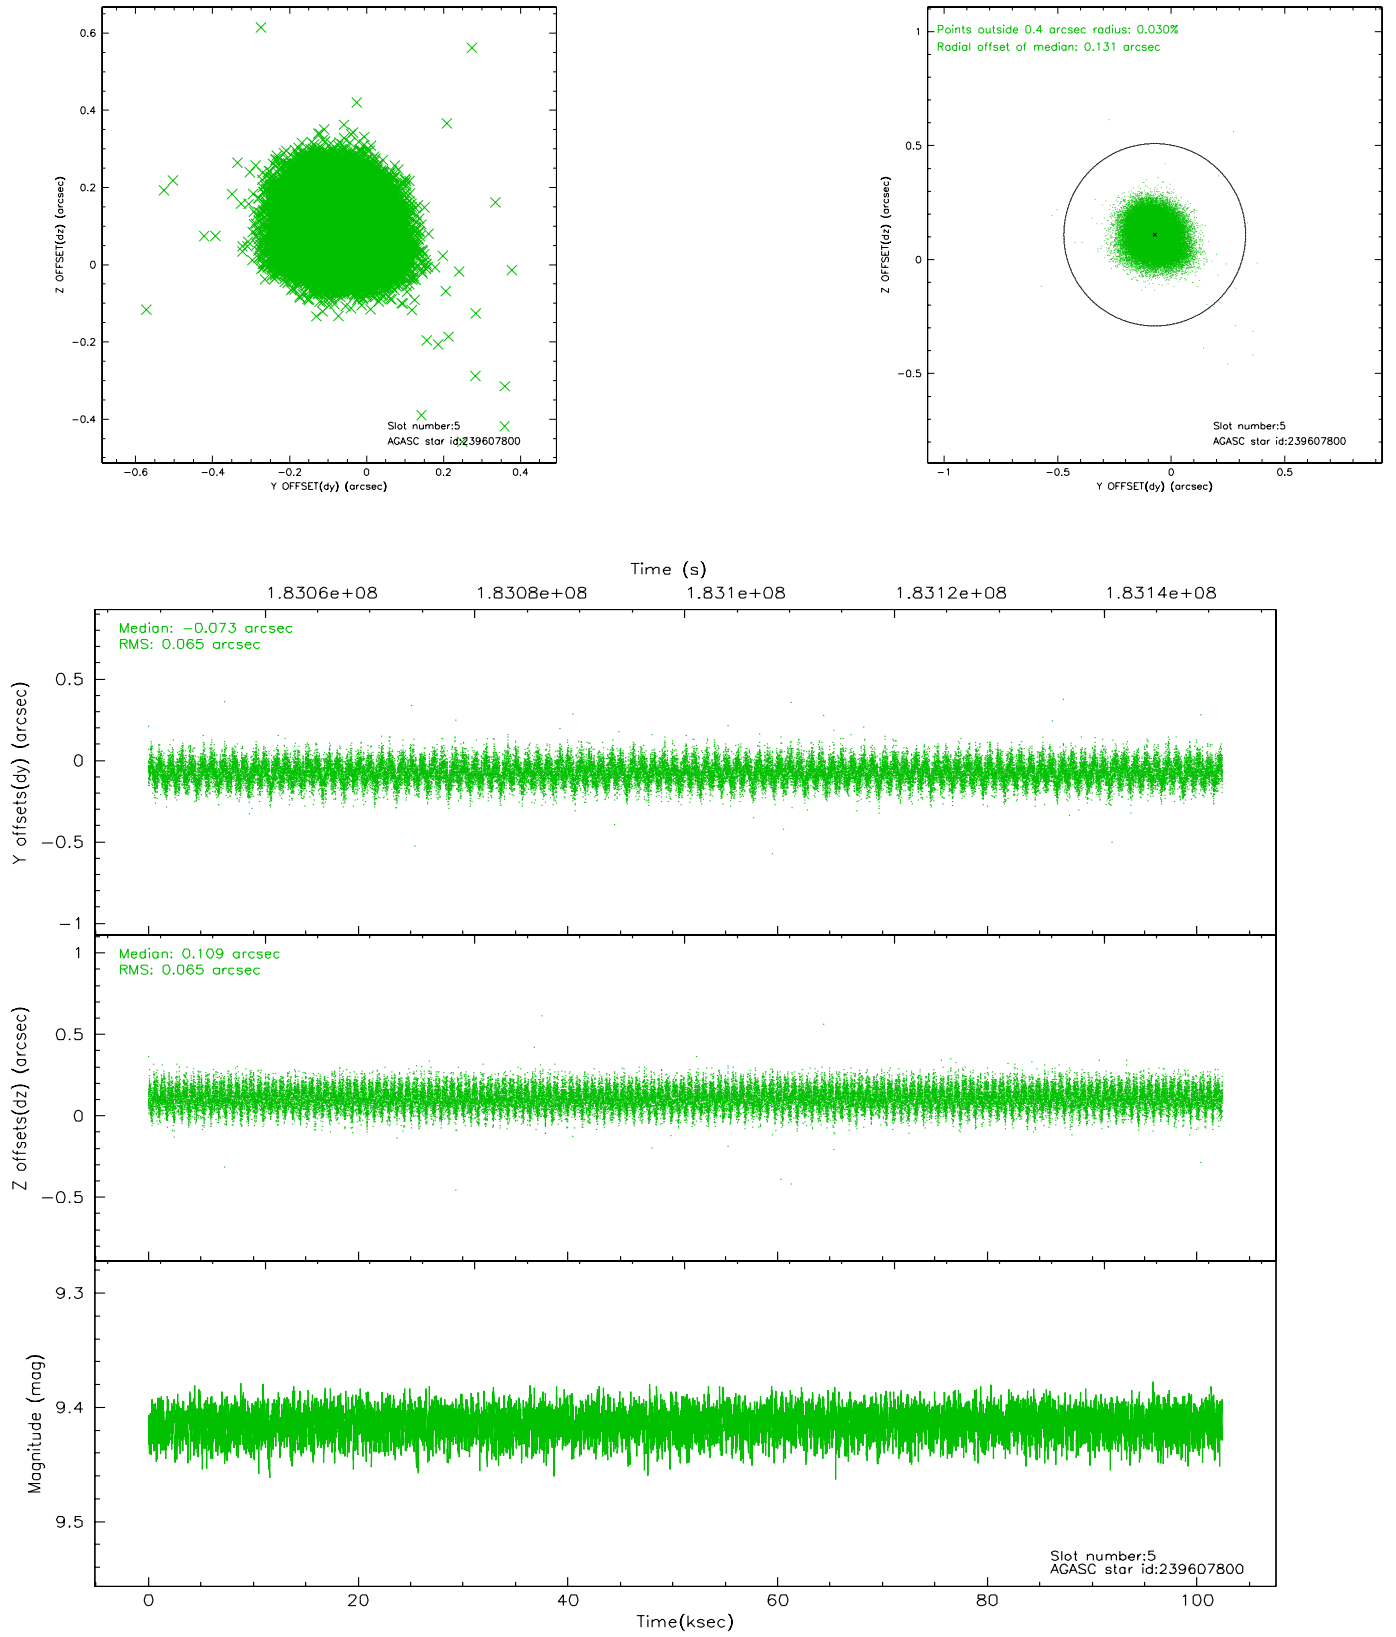 0.6
0.4
0.2
0
−0.2
−0.4
−0.6 −0.4 −0.2 0 0.2 0.4
Z OFFSET(dz) (arcsec)
Y OFFSET(dy) (arcsec)
Slot number:5
AGASC star id:239607800
Points outside 0.4 arcsec radius: 0.030%
Radial offset of median: 0.131 arcsec
1
0.5
0
−0.5
−1 −0.5 0 0.5
Z OFFSET(dz) (arcsec)
Y OFFSET(dy) (arcsec)
Slot number:5
AGASC star id:239607800
Time (s)
1.8306e+08 1.8308e+08 1.831e+08 1.8312e+08 1.8314e+08
Median: −0.073 arcsec
RMS: 0.065 arcsec
0.5
0
−0.5
−1
Y offsets(dy) (arcsec)
Median: 0.109 arcsec
RMS: 0.065 arcsec
1
0.5
0
−0.5
Z offsets(dz) (arcsec)
9.3
9.4
9.5
Magnitude (mag)
Slot number:5
AGASC star id:239607800
0 20 40 60 80 100
Time(ksec)